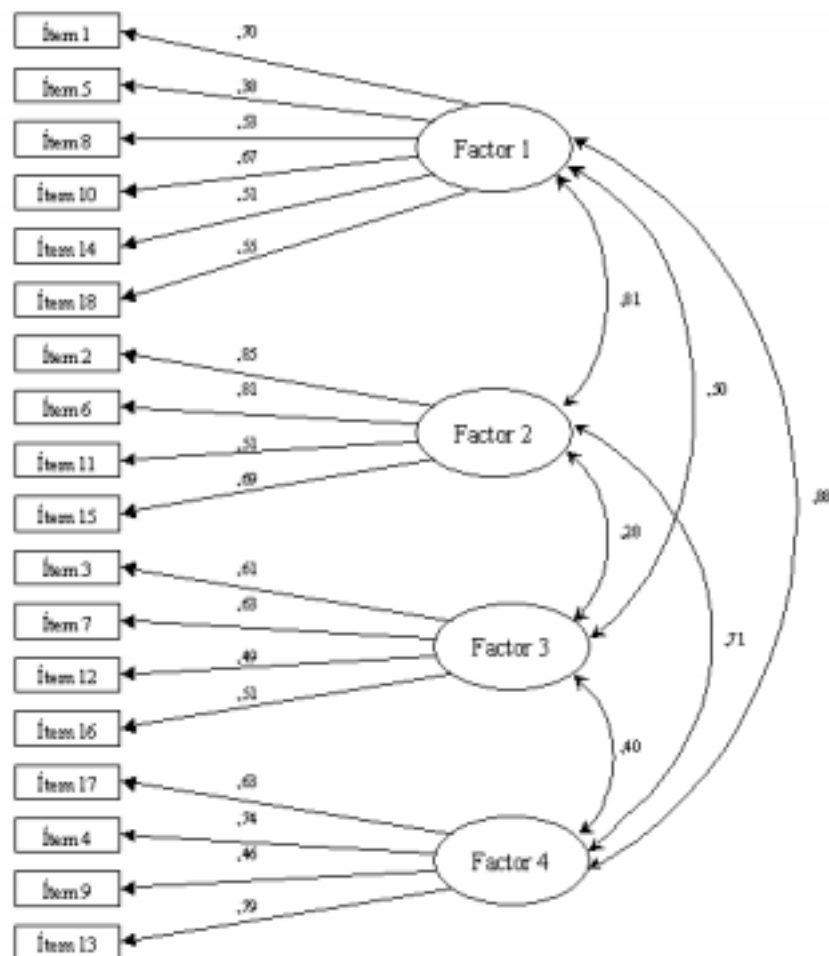 Ítem 1
,70
Ítem 5
,38
Ítem 8
,53
Factor 1
Ítem 10
,67
Ítem 14
,51
Ítem 18
,55
,81
Ítem 2
,85
Ítem 6
,81
,50
Factor 2
Ítem 11
,51
Ítem 15
,69
,88
,28
Ítem 3
,61
Ítem 7
,63
Factor 3
,71
Ítem 12
,49
Ítem 16
,51
,40
Ítem 17
,63
Ítem 4
,74
Factor 4
Ítem 9
,46
Ítem 13
,79